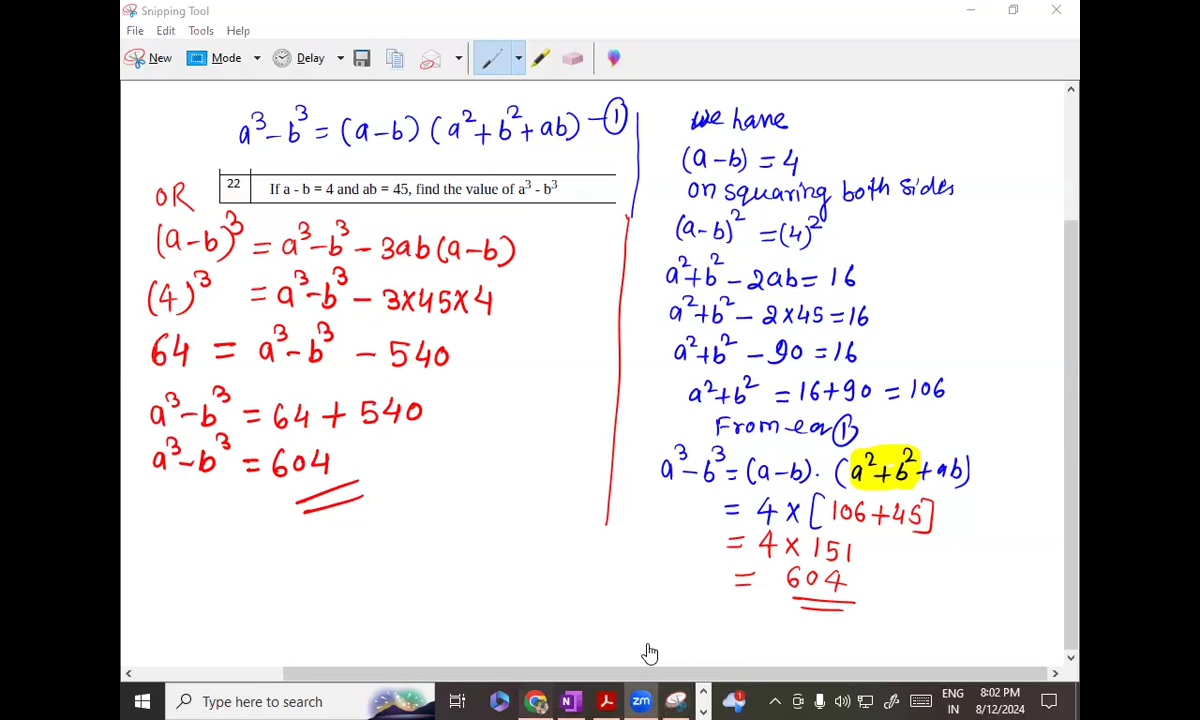 Snipping Tool
File Edit Tools Help
New Mode Delay
a³-b³ = (a-b) (a²+b²+ab) —①
22 If a - b = 4 and ab = 45, find the value of a³ - b³
OR
(a-b)³ = a³-b³ - 3ab(a-b)
(4)³ = a³-b³ - 3×45×4
64 = a³-b³ - 540
a³-b³ = 64 + 540
a³-b³ = 604
we have
(a-b) = 4
on squaring both sides
(a-b)² = (4)²
a²+b² - 2ab = 16
a²+b² - 2×45 = 16
a²+b² - 90 = 16
a²+b² = 16+90 = 106
From eq ①
a³-b³ = (a-b). (a²+b²+ab)
= 4 × [106+45]
= 4 × 151
= 604
Type here to search
zm
ENG
IN
8:02 PM
8/12/2024